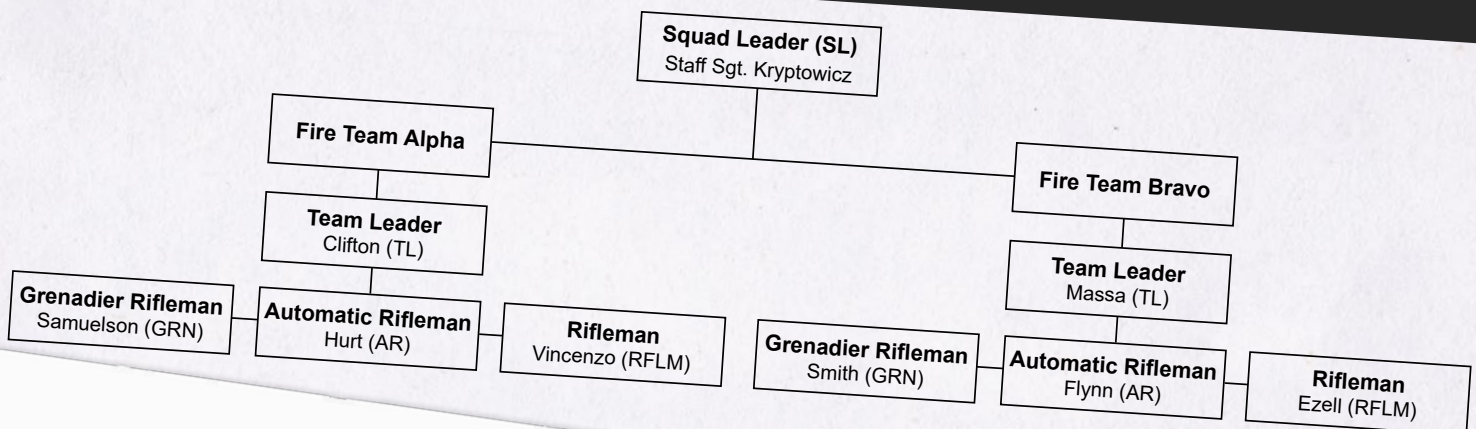 Squad Leader (SL)
Staff Sgt. Kryptowicz
Fire Team Alpha
Fire Team Bravo
Team Leader
Clifton (TL)
Team Leader
Massa (TL)
Grenadier Rifleman
Samuelson (GRN)
Automatic Rifleman
Hurt (AR)
Rifleman
Vincenzo (RFLM)
Grenadier Rifleman
Smith (GRN)
Automatic Rifleman
Flynn (AR)
Rifleman
Ezell (RFLM)